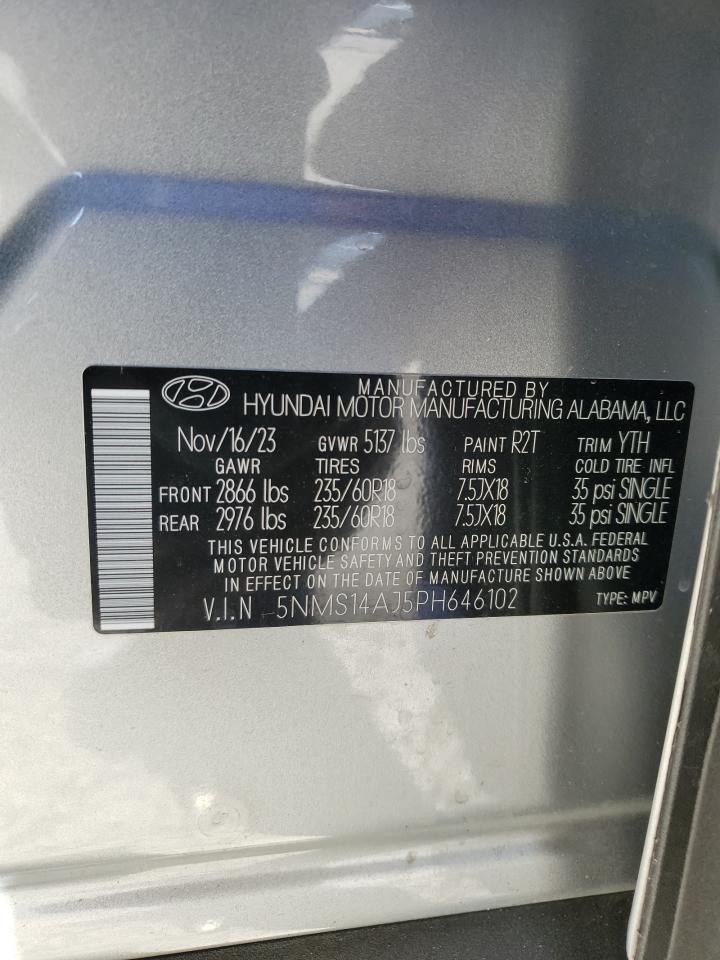 MANUFACTURED BY
HYUNDAI MOTOR MANUFACTURING ALABAMA, LLC
Nov/16/23 GVWR 5137 lbs PAINT R2T TRIM YTH
GAWR TIRES RIMS COLD TIRE INFL
FRONT 2866 lbs 235/60R18 7.5JX18 35 psi SINGLE
REAR 2976 lbs 235/60R18 7.5JX18 35 psi SINGLE
THIS VEHICLE CONFORMS TO ALL APPLICABLE U.S.A. FEDERAL
MOTOR VEHICLE SAFETY AND THEFT PREVENTION STANDARDS
IN EFFECT ON THE DATE OF MANUFACTURE SHOWN ABOVE
V.I.N 5NMS14AJ5PH646102 TYPE: MPV